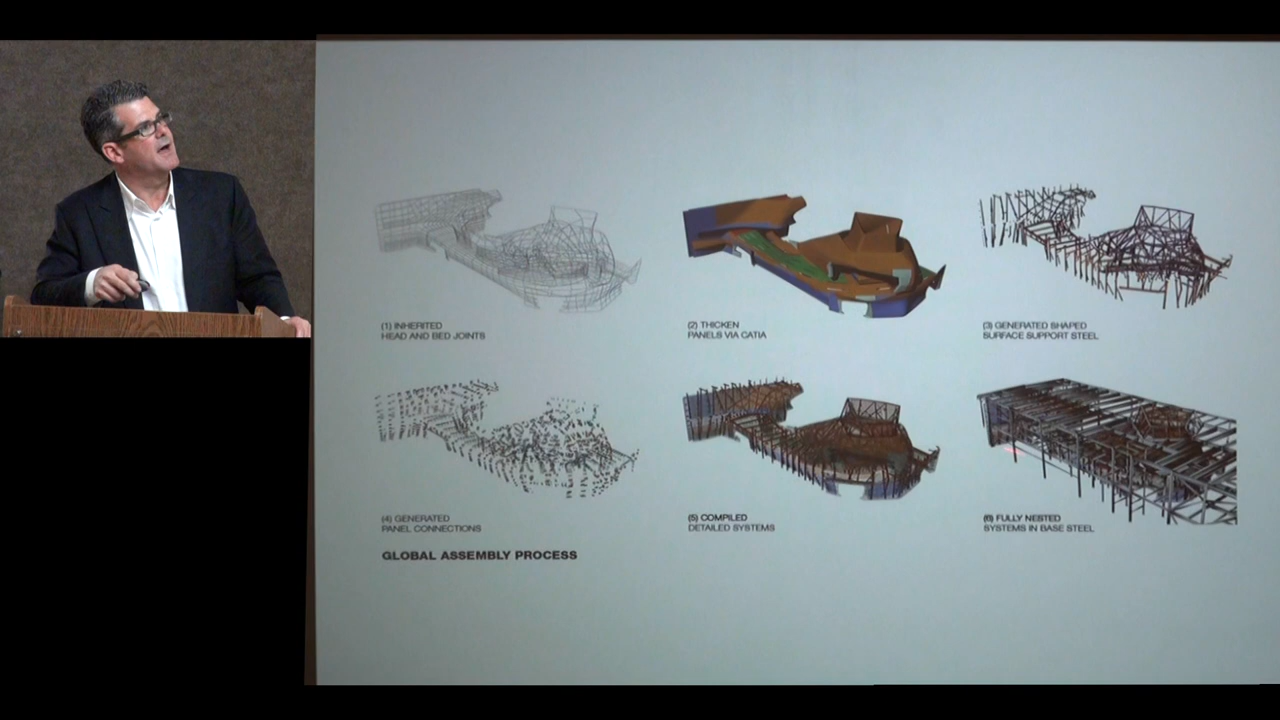 (1) INHERITED
HEAD AND BED JOINTS
(2) THICKEN
PANELS VIA CATIA
(3) GENERATED SHAPED
SURFACE SUPPORT STEEL
(4) GENERATED
PANEL CONNECTIONS
(5) COMPILED
DETAILED SYSTEMS
(6) FULLY NESTED
SYSTEMS IN BASE STEEL
GLOBAL ASSEMBLY PROCESS